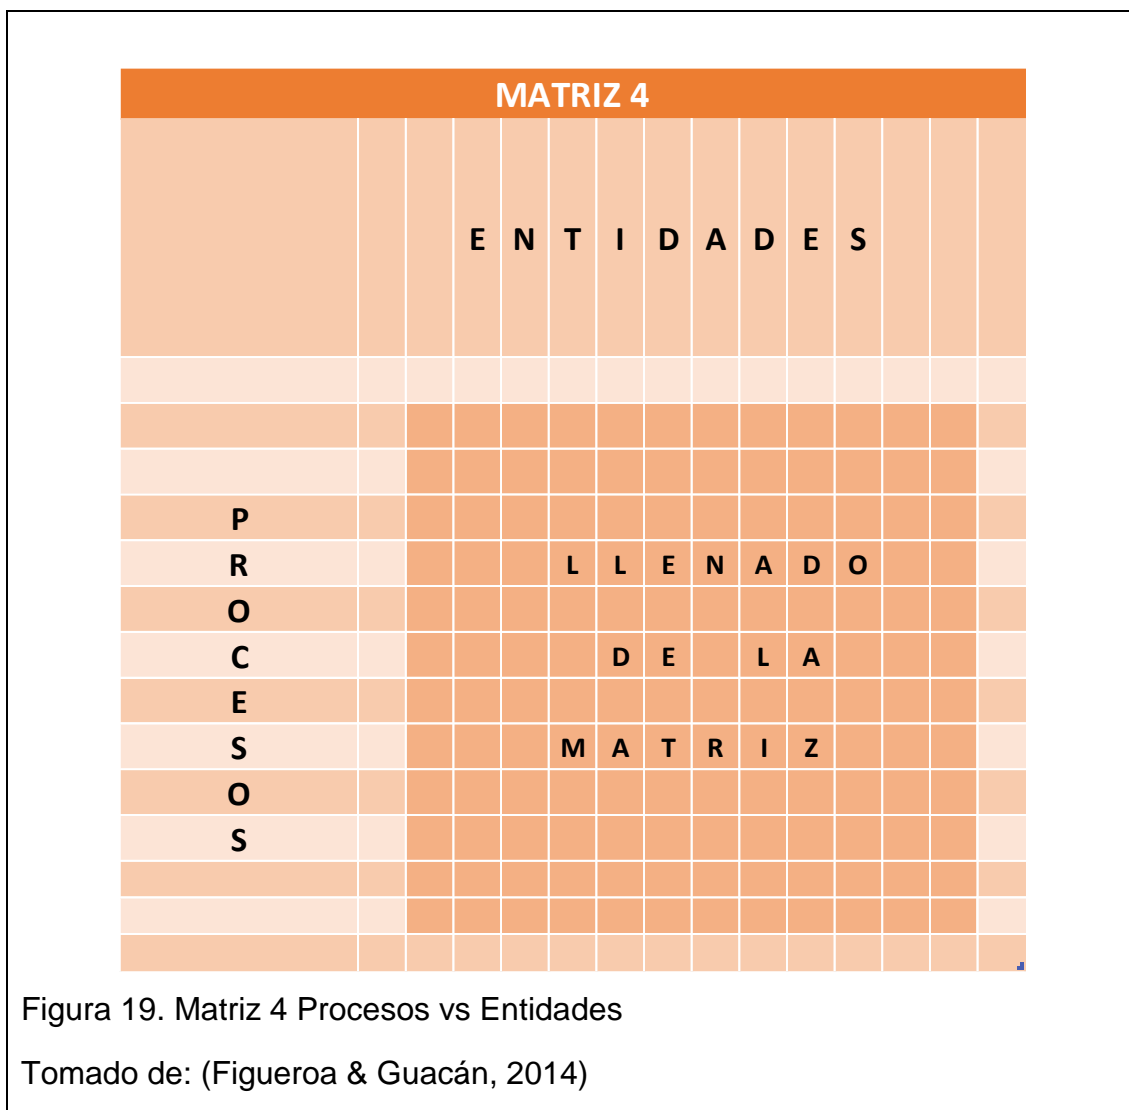 MATRIZ 4
E N T I D A D E S
P
R L L E N A D O
O
C D E L A
E
S M A T R I Z
O
S
Figura 19. Matriz 4 Procesos vs Entidades
Tomado de: (Figueroa & Guacán, 2014)